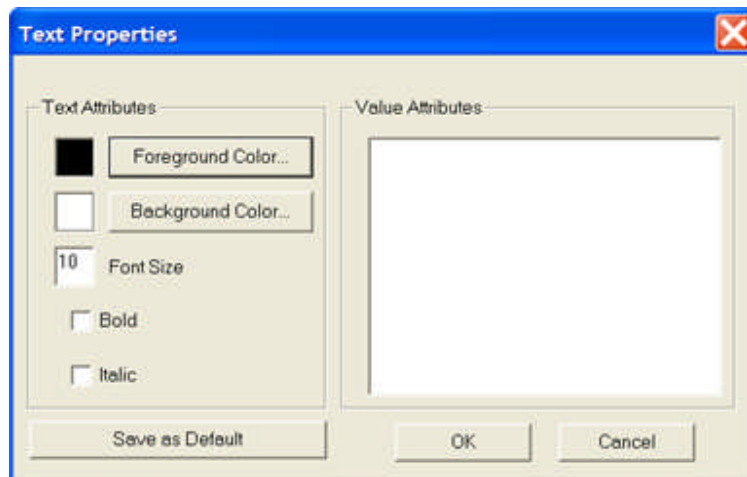 Text Properties
Text Attributes
Foreground Color...
Background Color...
10 Font Size
Bold
Italic
Save as Default
Value Attributes
OK
Cancel